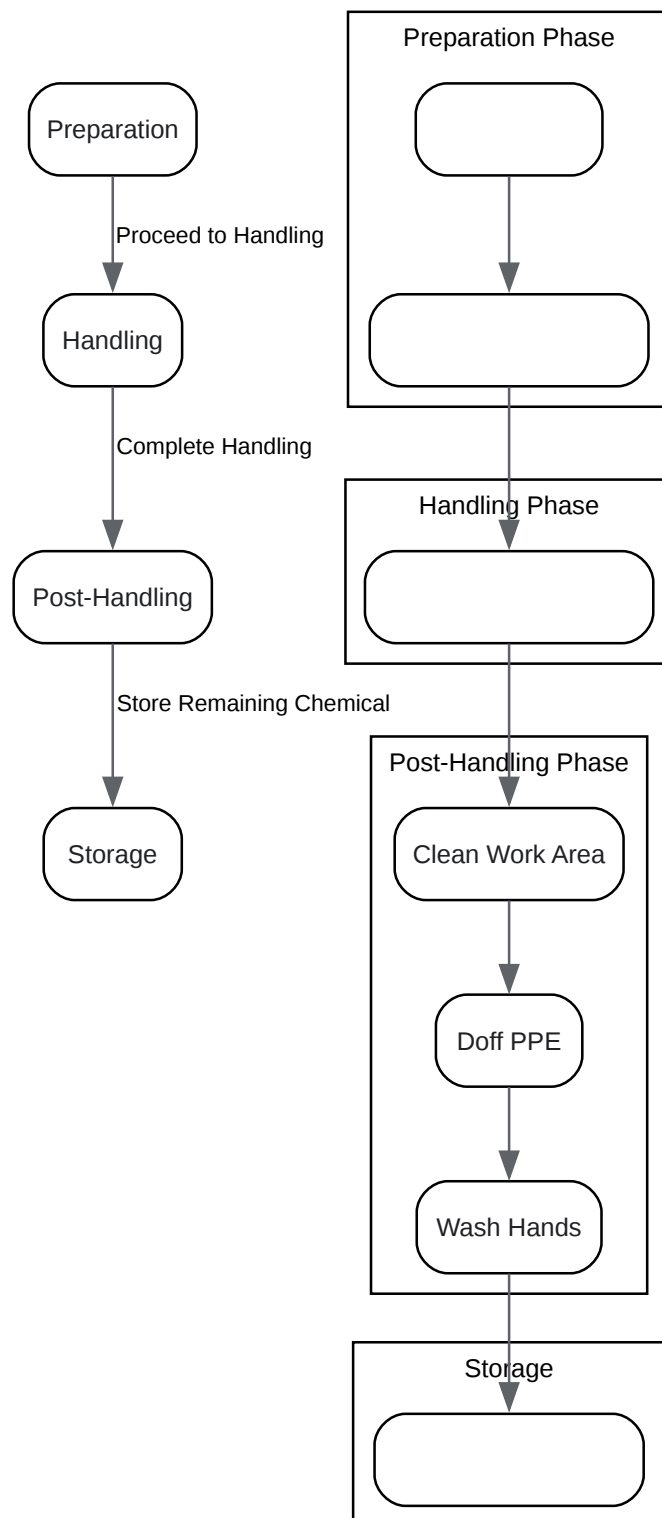 Preparation
Proceed to Handling
Handling
Complete Handling
Post-Handling
Store Remaining Chemical
Storage
Preparation Phase
Handling Phase
Post-Handling Phase
Clean Work Area
Doff PPE
Wash Hands
Storage